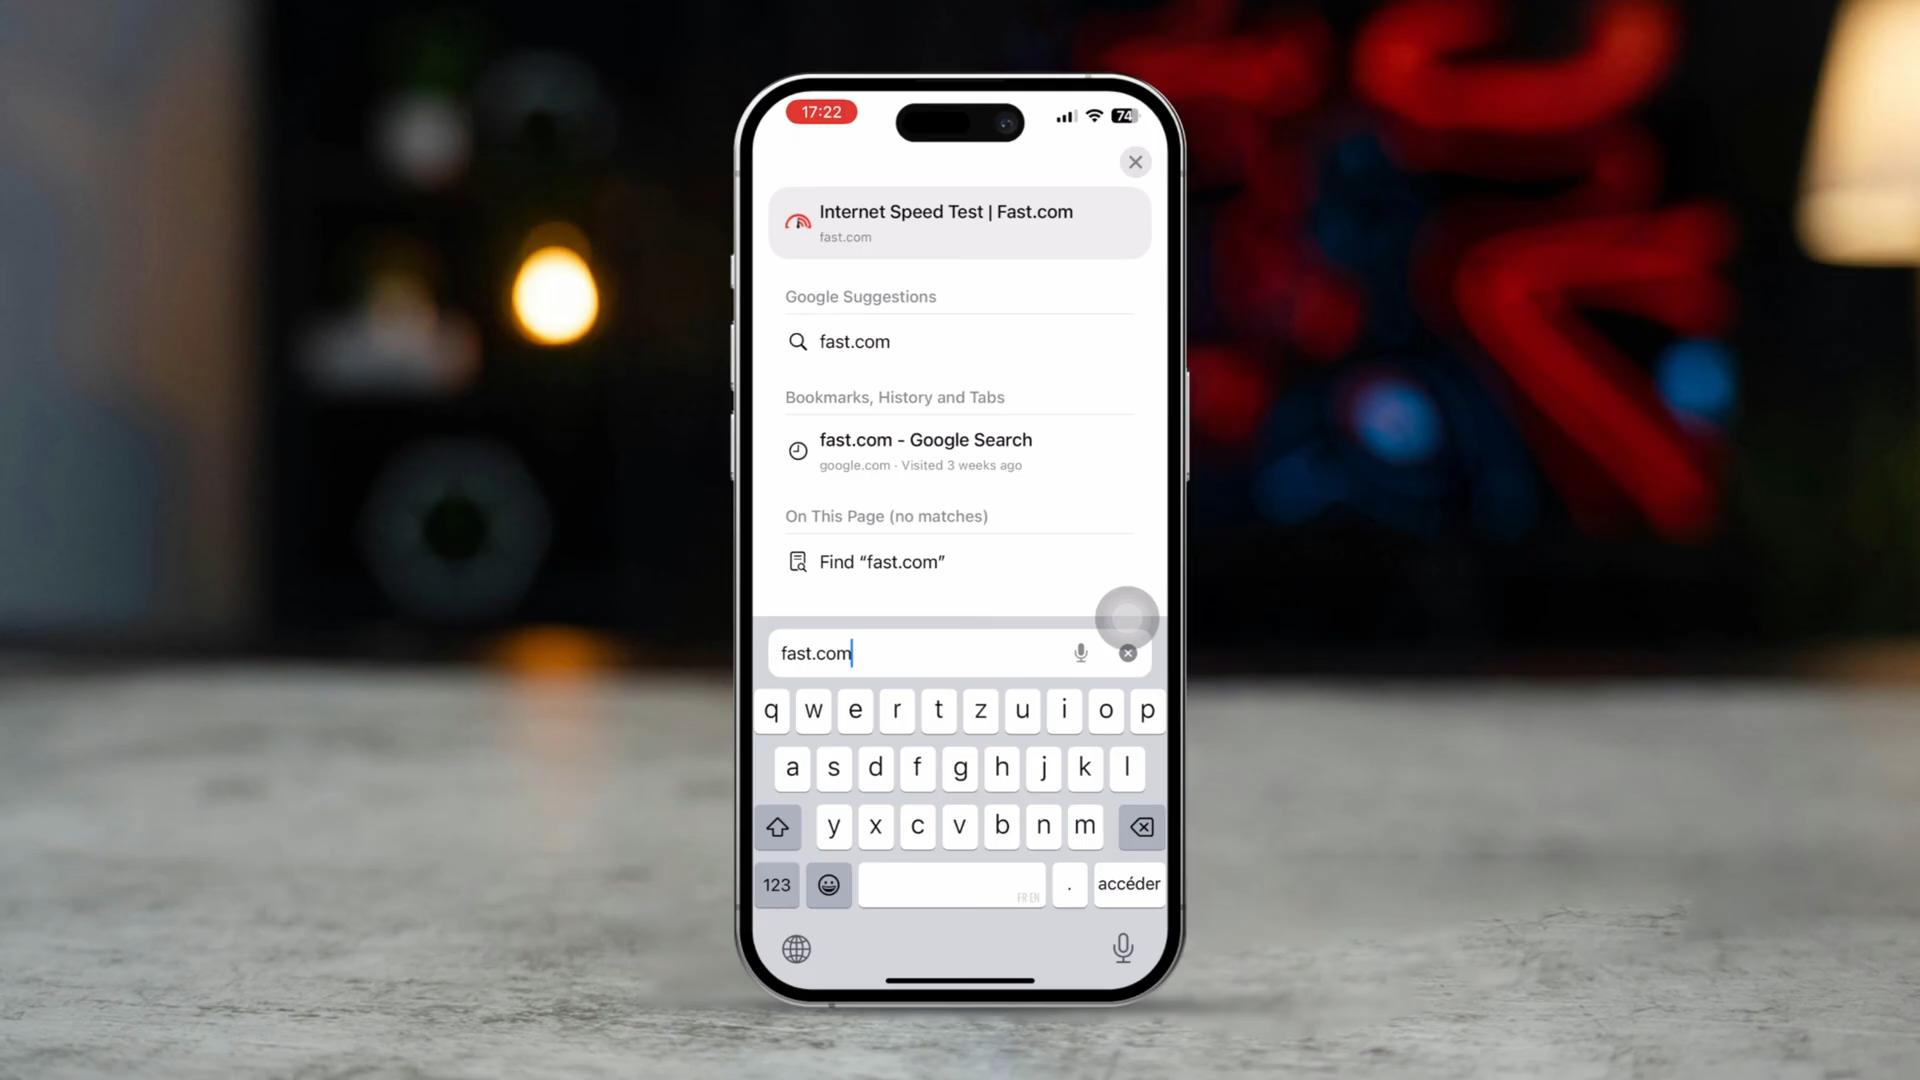 17:22
74
Internet Speed Test | Fast.com
fast.com
Google Suggestions
fast.com
Bookmarks, History and Tabs
fast.com - Google Search
google.com · Visited 3 weeks ago
On This Page (no matches)
Find “fast.com”
fast.com
q w e r t z u i o p
a s d f g h j k l
y x c v b n m
123
FR EN
.
accéder